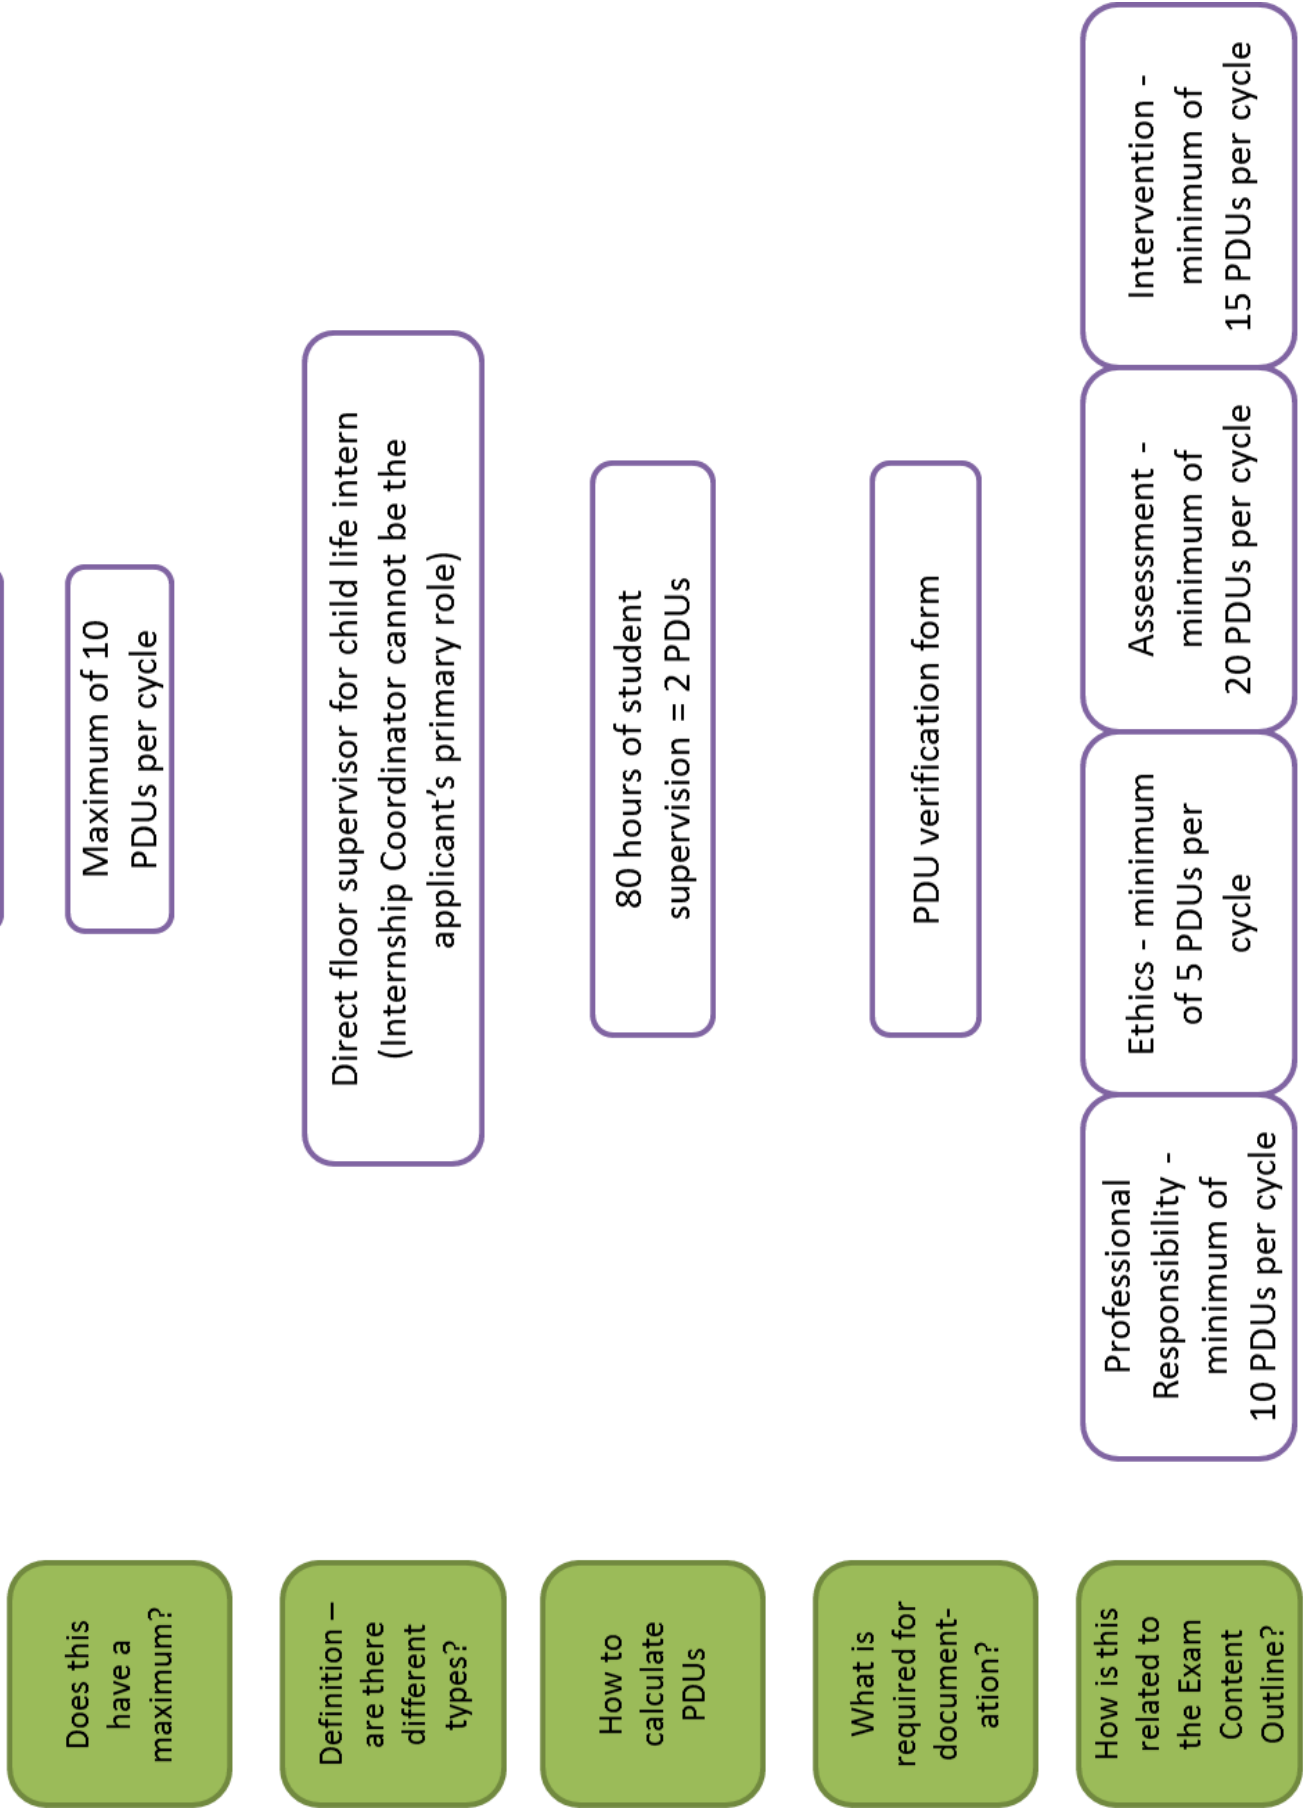 Does this
have a
maximum?
Maximum of 10
PDUs per cycle
Definition –
are there
different
types?
Direct floor supervisor for child life intern
(Internship Coordinator cannot be the
applicant’s primary role)
How to
calculate
PDUs
80 hours of student
supervision = 2 PDUs
What is
required for
document-
ation?
PDU verification form
How is this
related to
the Exam
Content
Outline?
Professional
Responsibility -
minimum of
10 PDUs per cycle
Ethics - minimum
of 5 PDUs per
cycle
Assessment -
minimum of
20 PDUs per cycle
Intervention -
minimum of
15 PDUs per cycle